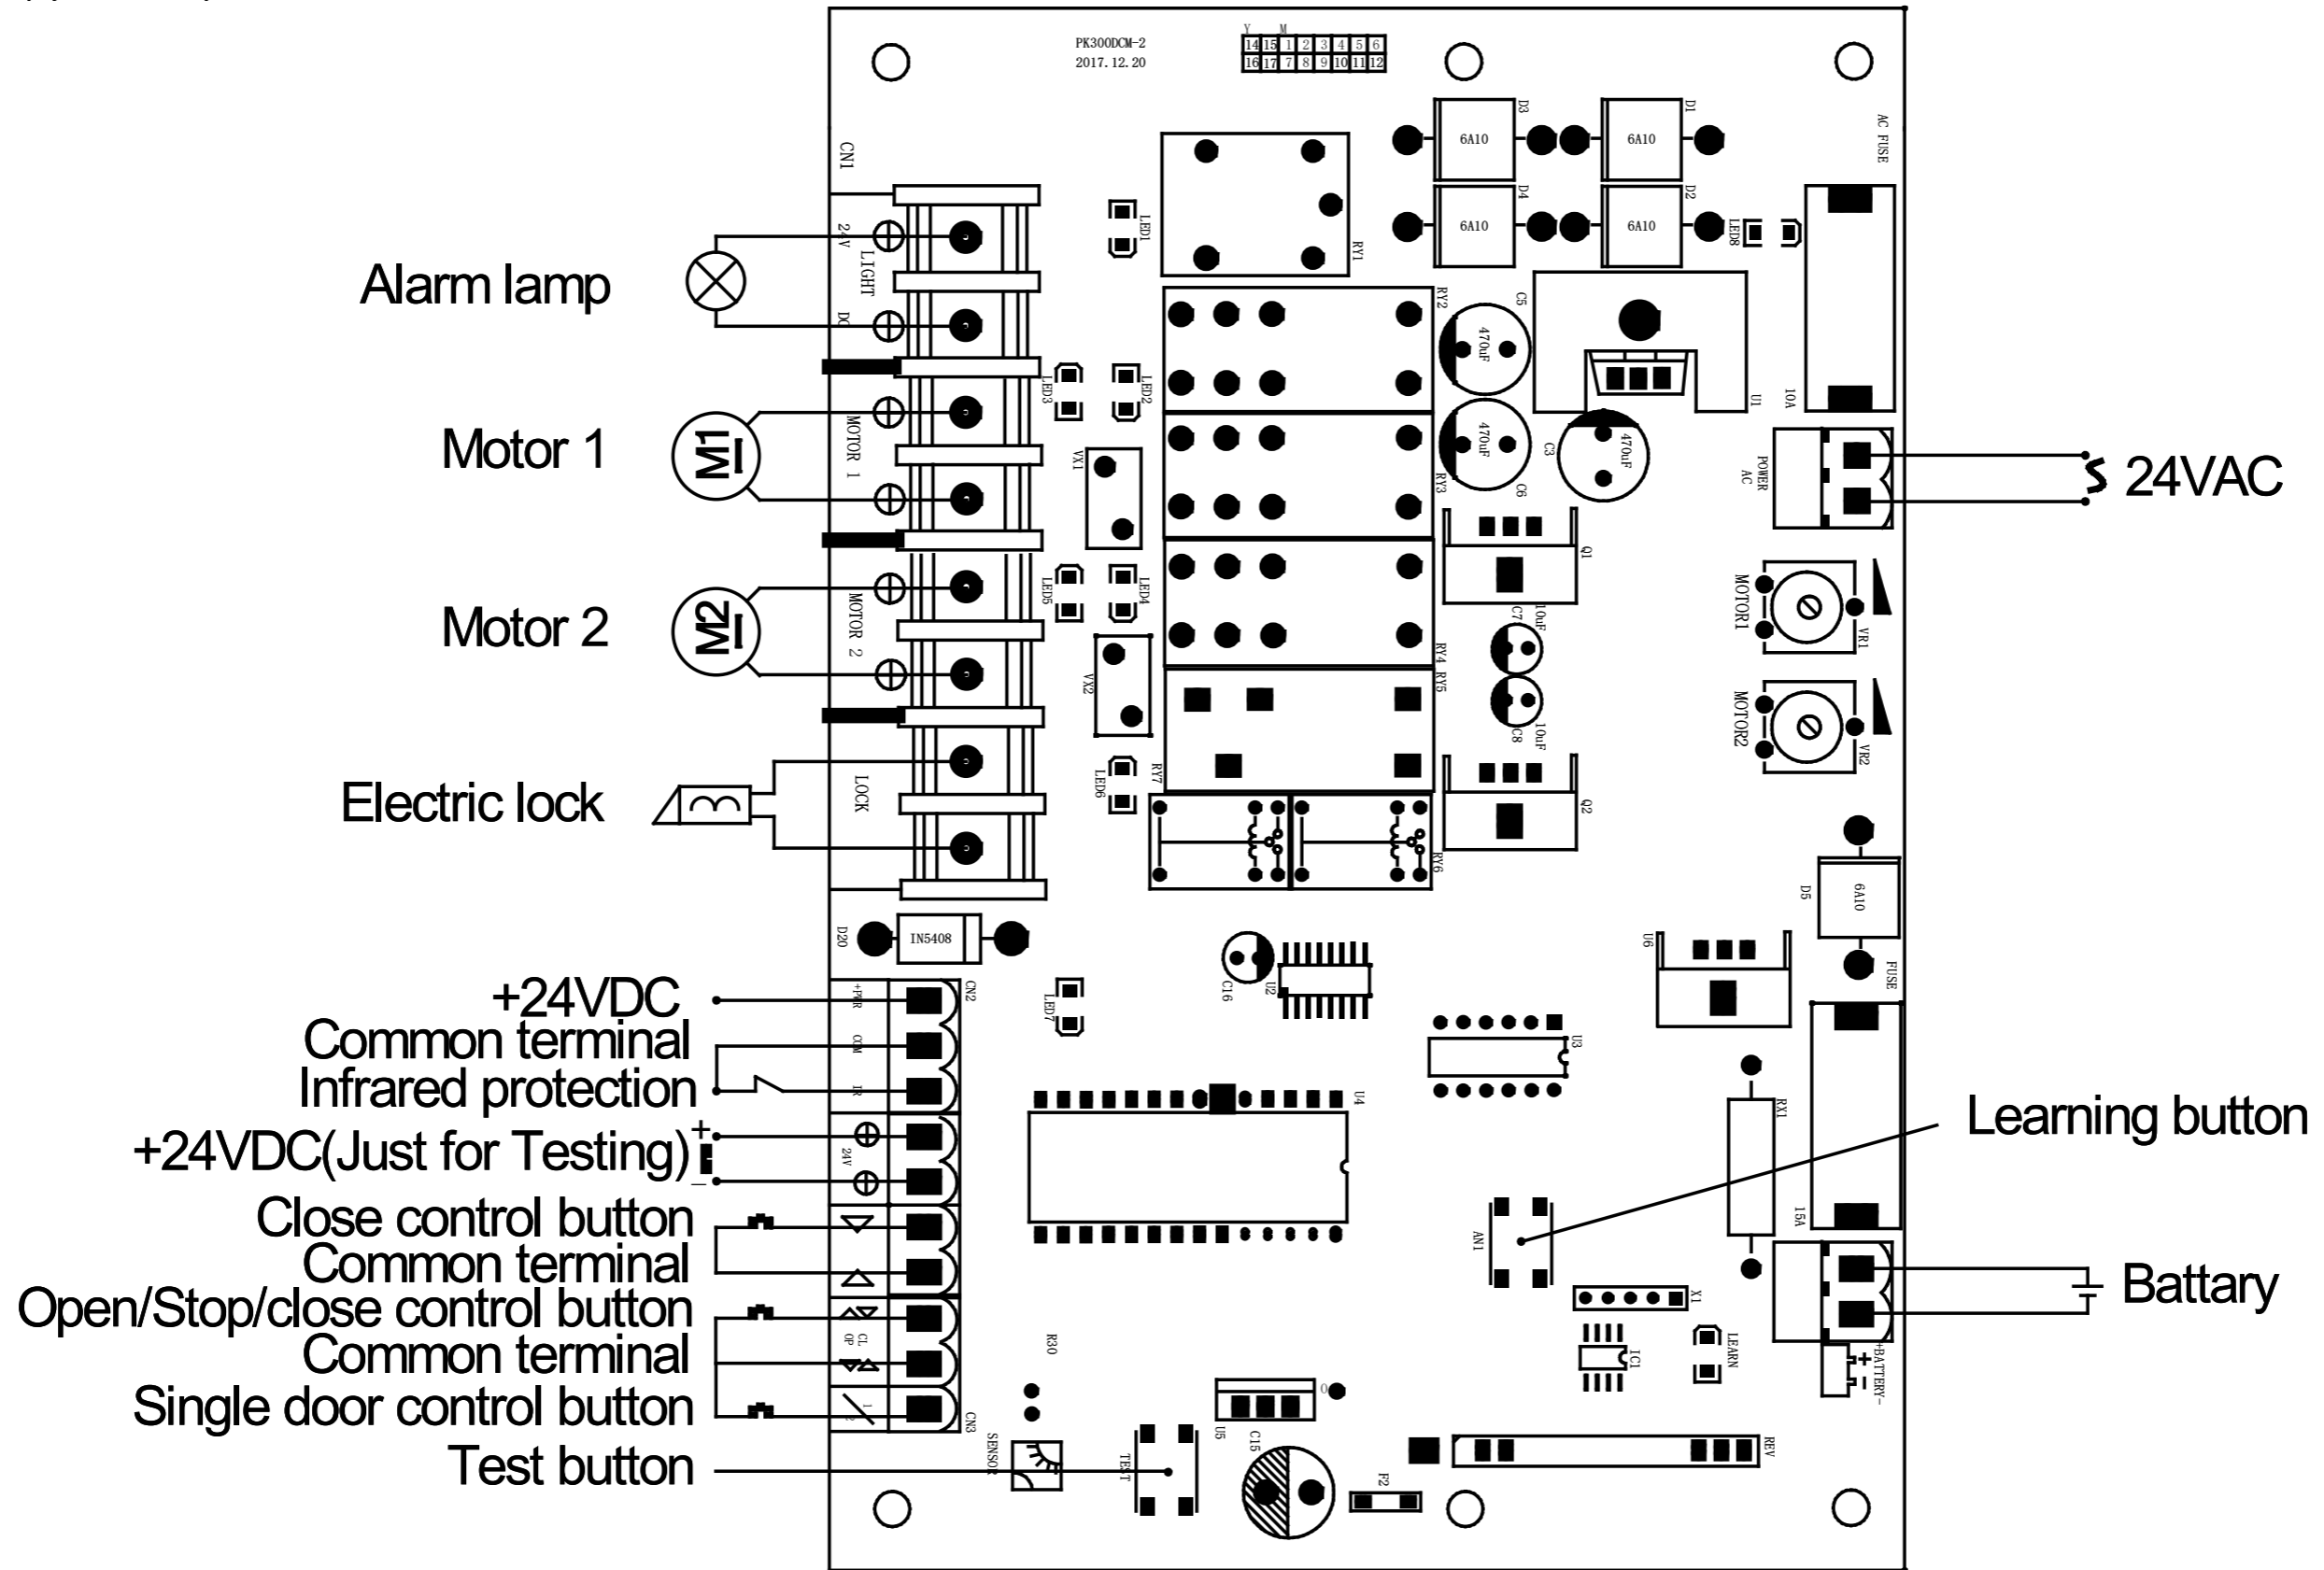 PK300DCM-2
2017.12.20
Y M
14 15 1 2 3 4 5 6
16 17 7 8 9 10 11 12
CN1
24V
LIGHT
DC
Alarm lamp
MOTOR 1
Motor 1
M1
MOTOR 2
Motor 2
M2
LOCK
Electric lock
LED1
RY1
D3
6A10
D1
6A10
D4
6A10
D2
6A10
LED8
AC FUSE
10A
RY2
C5
470uF
U1
LED3
LED2
VX1
RY3
470uF
C6
C3
470uF
POWER
AC
24VAC
Q1
LED5
LED4
C7
10uF
MOTOR1
VR1
VX2
RY4
RY5
C8
10uF
MOTOR2
VR2
LED6
RY7
RY6
Q2
D5
6A10
D20
IN5408
C16
U2
U6
FUSE
15A
+24VDC
+PWR
CN2
LED7
Common terminal
COM
Infrared protection
IR
U3
U4
RX1
Learning button
+24VDC(Just for Testing)
+
−
24V
Close control button
Common terminal
AN1
Open/Stop/close control button
CL
OP
Common terminal
Single door control button
1
2
CN3
R30
X1
IC1
LEARN
Battary
+
-
+BATTERY-
Test button
SENSOR
TEST
U5
C15
F2
REV